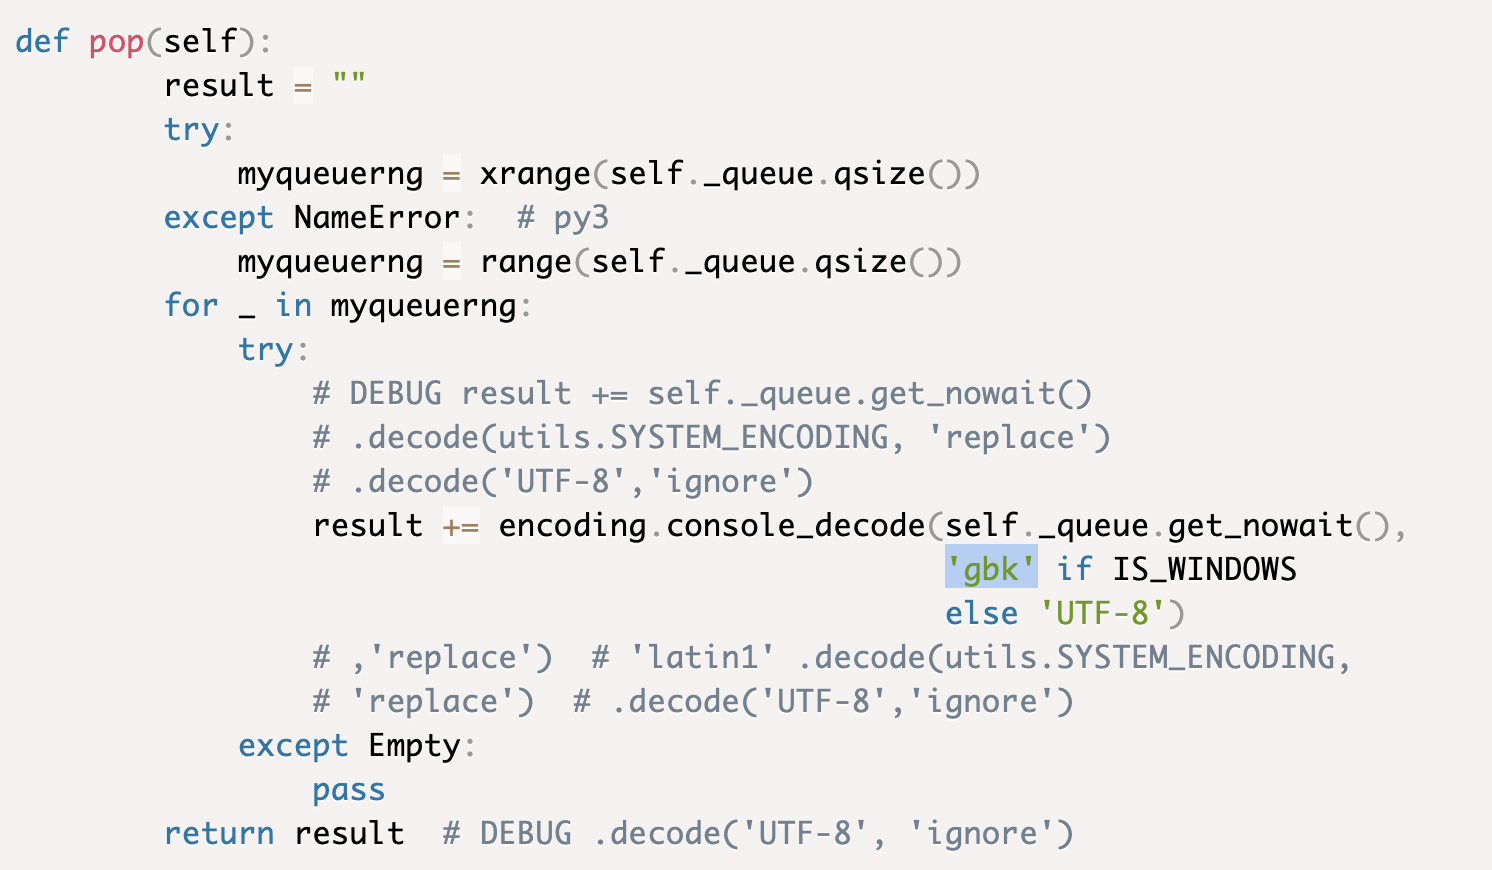 def pop(self):
        result = ""
        try:
            myqueuerng = xrange(self._queue.qsize())
        except NameError:  # py3
            myqueuerng = range(self._queue.qsize())
        for _ in myqueuerng:
            try:
                # DEBUG result += self._queue.get_nowait()
                # .decode(utils.SYSTEM_ENCODING, 'replace')
                # .decode('UTF-8','ignore')
                result += encoding.console_decode(self._queue.get_nowait(),
                                                  'gbk' if IS_WINDOWS
                                                  else 'UTF-8')
                # ,'replace')  # 'latin1' .decode(utils.SYSTEM_ENCODING,
                # 'replace')  # .decode('UTF-8','ignore')
            except Empty:
                pass
        return result  # DEBUG .decode('UTF-8', 'ignore')